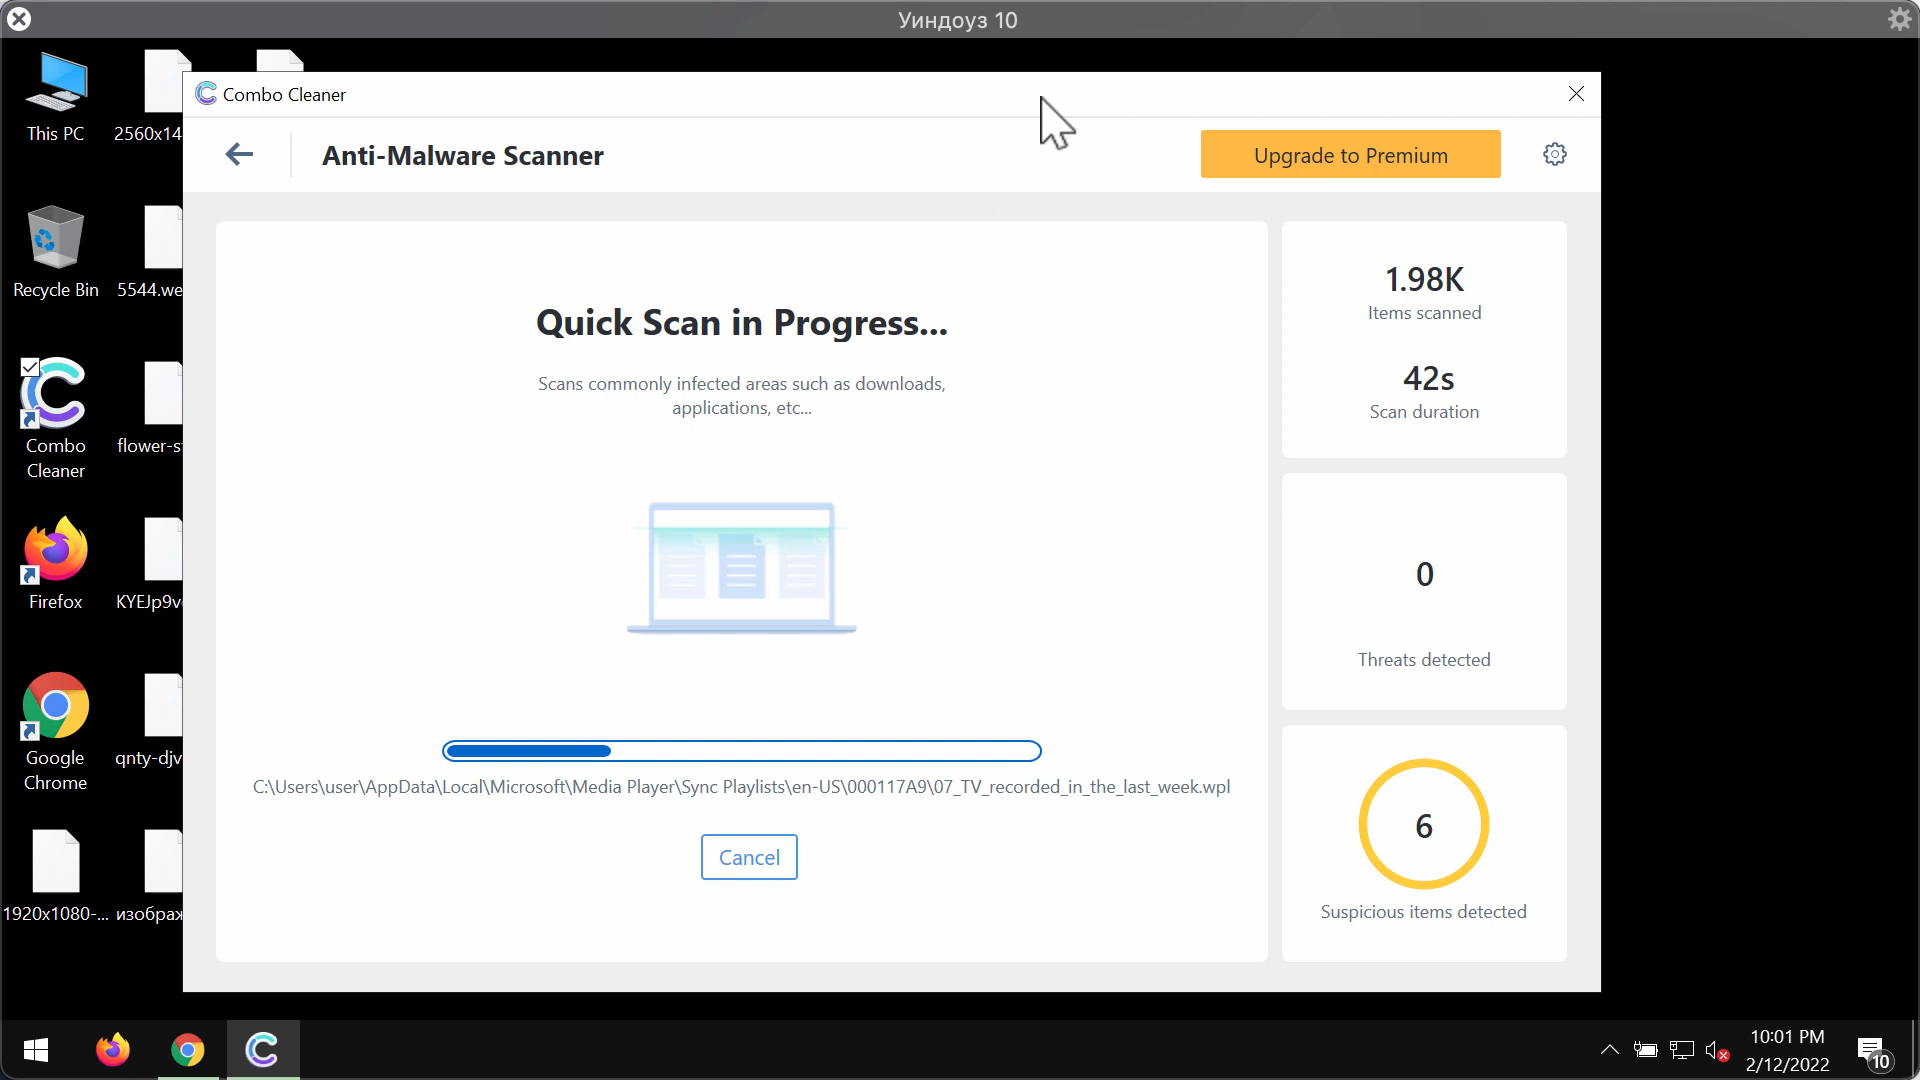 Уиндоуз 10
This PC
2560x14
Combo Cleaner
Anti-Malware Scanner
Upgrade to Premium
Recycle Bin
5544.we
Quick Scan in Progress...
Scans commonly infected areas such as downloads,
applications, etc...
1.98K
Items scanned
42s
Scan duration
Combo
Cleaner
flower-s
Firefox
KYEJp9v
0
Threats detected
Google
Chrome
qnty-djv
C:\Users\user\AppData\Local\Microsoft\Media Player\Sync Playlists\en-US\000117A9\07_TV_recorded_in_the_last_week.wpl
Cancel
6
Suspicious items detected
1920x1080-...
изображ
10:01 PM
2/12/2022
10